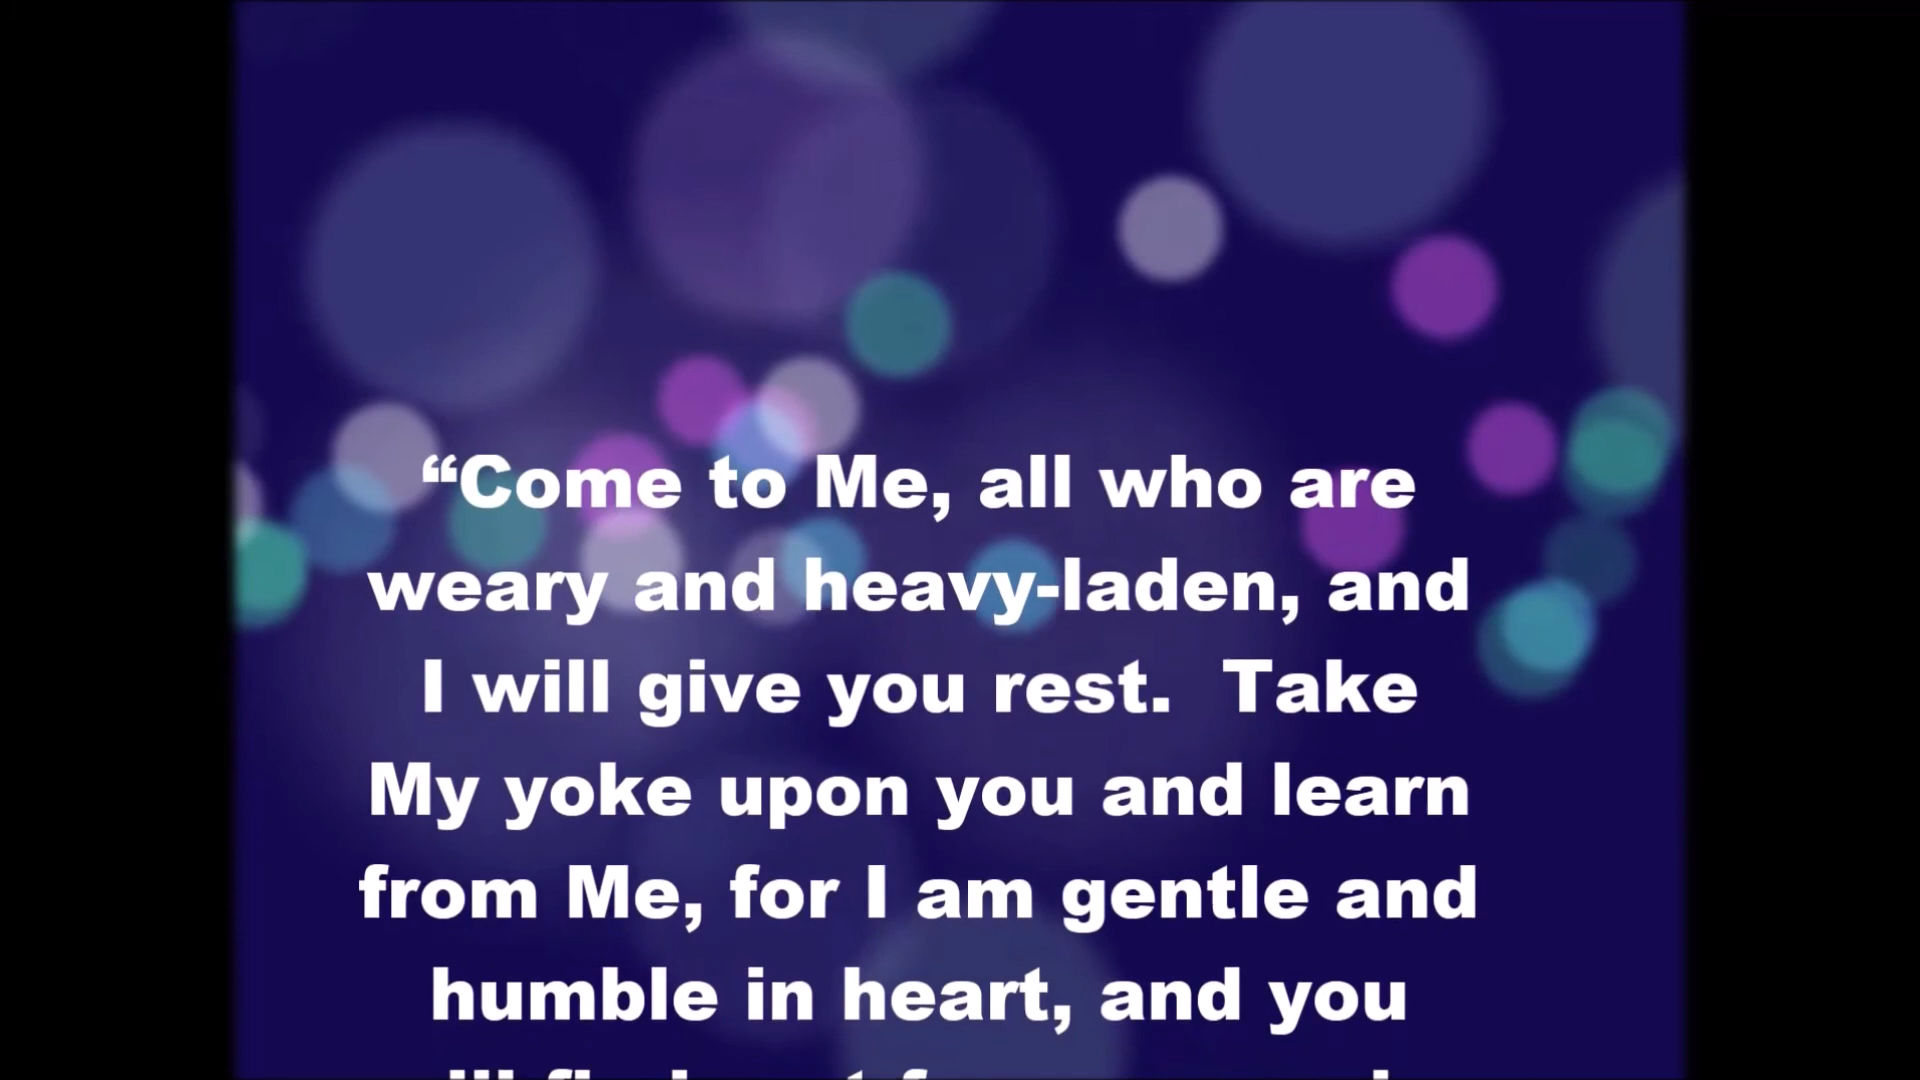 “Come to Me, all who are
weary and heavy-laden, and
I will give you rest.  Take
My yoke upon you and learn
from Me, for I am gentle and
humble in heart, and you